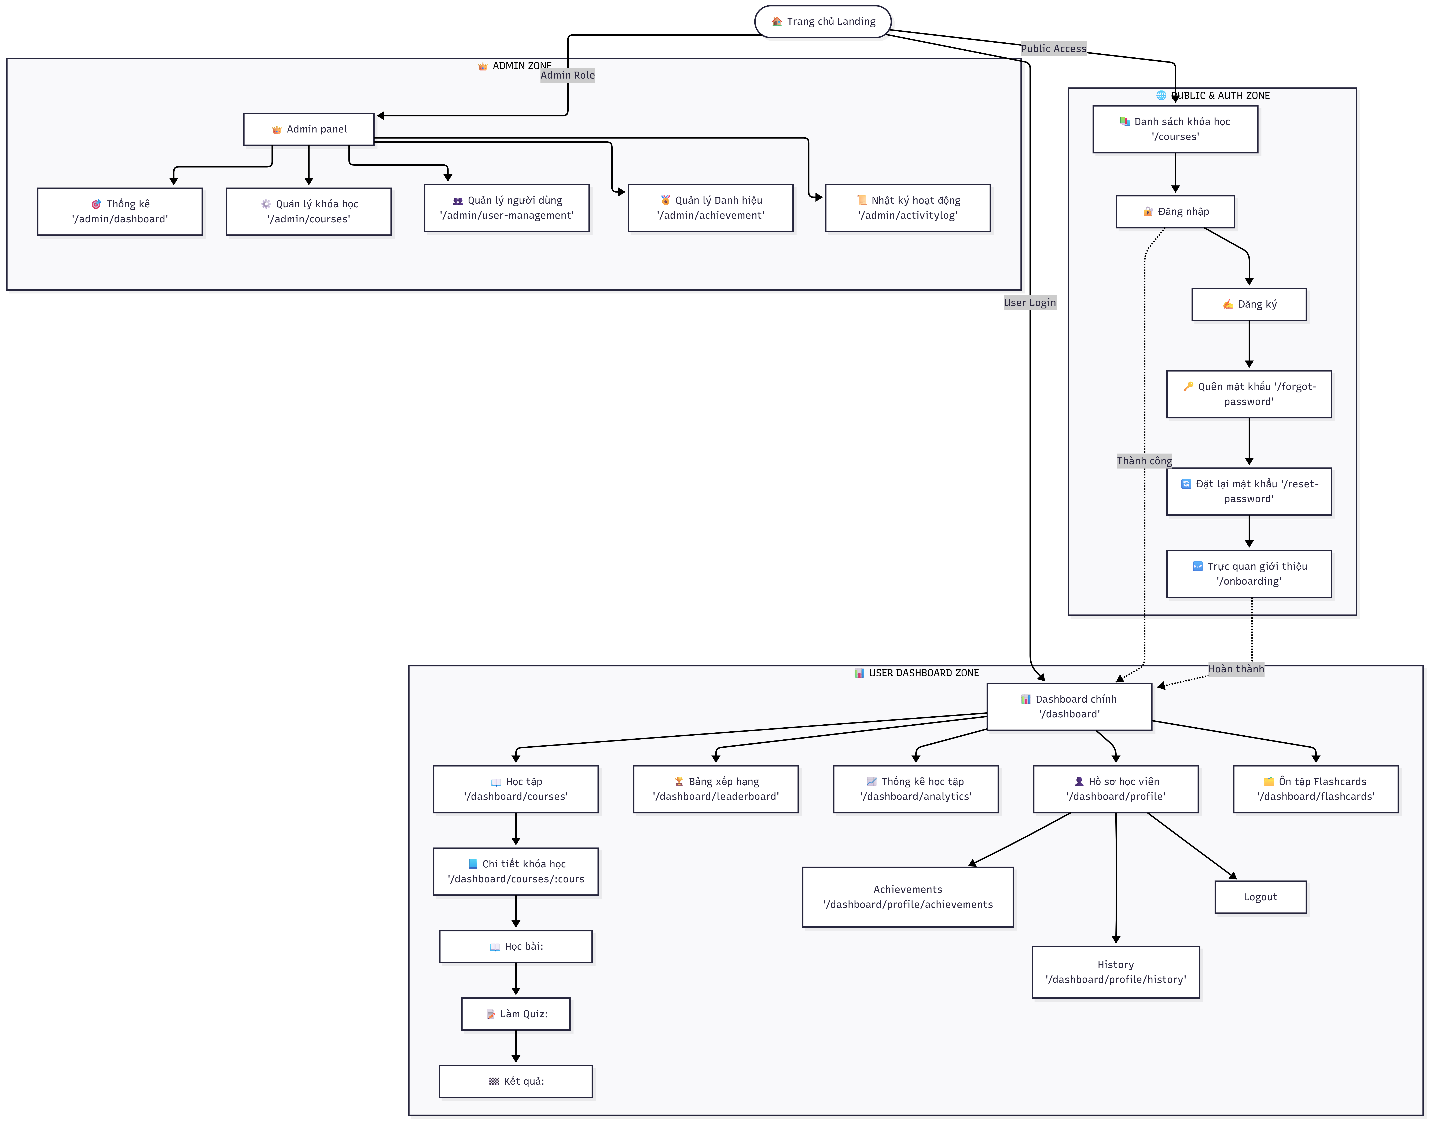 Trang chủ Landing
Public Access
ADMIN ZONE
Admin Role
PUBLIC & AUTH ZONE
Admin panel
Danh sách khóa học
'/courses'
Thống kê
'/admin/dashboard'
Quản lý khóa học
'/admin/courses'
Quản lý người dùng
'/admin/user-management'
Quản lý Danh hiệu
'/admin/achievement'
Nhật ký hoạt động
'/admin/activitylog'
Đăng nhập
User Login
Đăng ký
Quên mật khẩu '/forgot-
password'
Thành công
Đặt lại mật khẩu '/reset-
password'
Trực quan giới thiệu
'/onboarding'
Hoàn thành
USER DASHBOARD ZONE
Dashboard chính
'/dashboard'
Học tập
'/dashboard/courses'
Bảng xếp hạng
'/dashboard/leaderboard'
Thống kê học tập
'/dashboard/analytics'
Hồ sơ học viên
'/dashboard/profile'
Ôn tập Flashcards
'/dashboard/flashcards'
Chi tiết khóa học
'/dashboard/courses/:cours
Achievements
'/dashboard/profile/achievements
Logout
Học bài:
History
'/dashboard/profile/history'
Làm Quiz:
Kết quả: